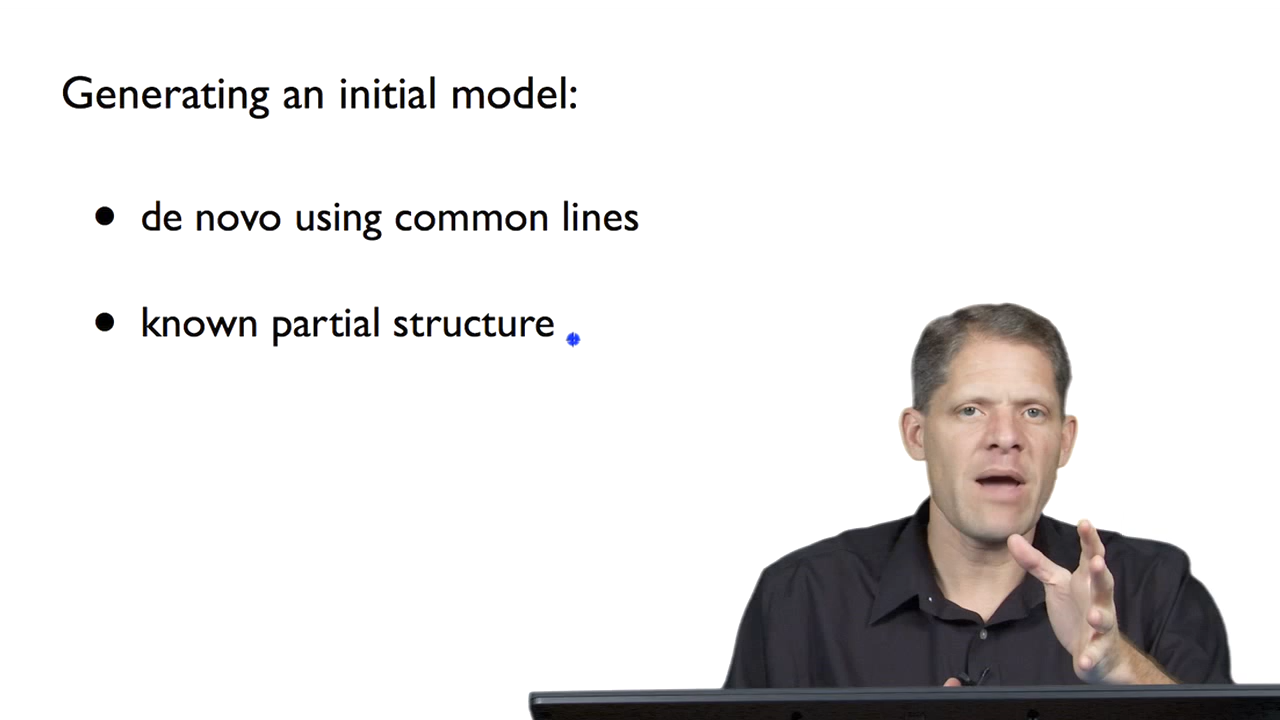 Generating an initial model:
• de novo using common lines
• known partial structure